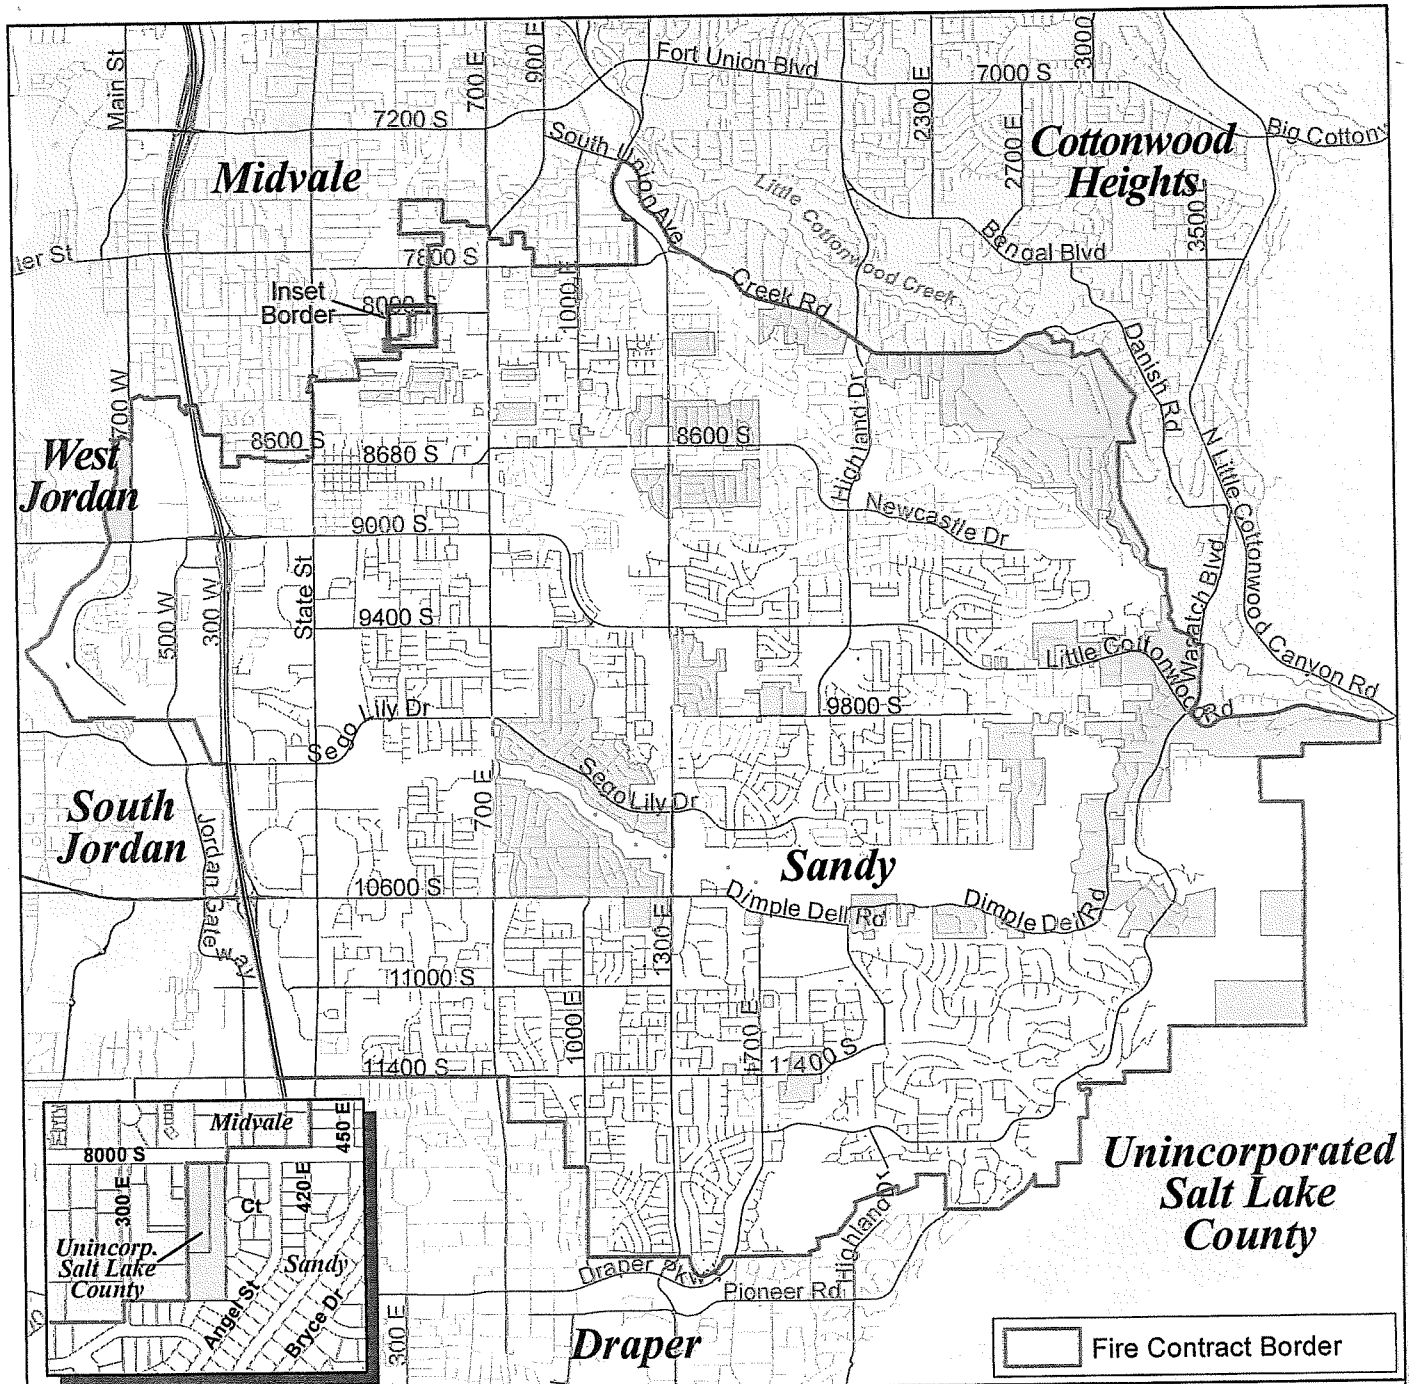 Main St
700 E
900 E
Fort Union Blvd
2300 E
7000 S
3000
7200 S
South Union Ave
2700 E
Cottonwood
Heights
Big Cottonw
Midvale
Little Cottonwood Creek
3500 E
Bengal Blvd
ter St
7800 S
Inset
Border
8000 S
1000 E
Creek Rd
Danish Rd
700 W
Highland Dr
West
Jordan
8600 S
8680 S
8600 S
N Little Cottonwood Canyon Rd
Newcastle Dr
9000 S
State St
500 W
300 W
9400 S
Wasatch Blvd
Little Cottonwood Rd
Sego Lily Dr
9800 S
South
Jordan
Jordan Gateway
700 E
Sego Lily Dr
Sandy
10600 S
Dimple Dell Rd
Dimple Dell Rd
1300 E
11000 S
1000 E
1700 E
11400 S
11400 S
Midvale
450 E
8000 S
300 E
Ct
420 E
Unincorp.
Salt Lake
County
Sandy
Angel St
Bryce Dr
Unincorporated
Salt Lake
County
Highland Dr
Draper Pkwy
Pioneer Rd
300 E
Draper
Fire Contract Border